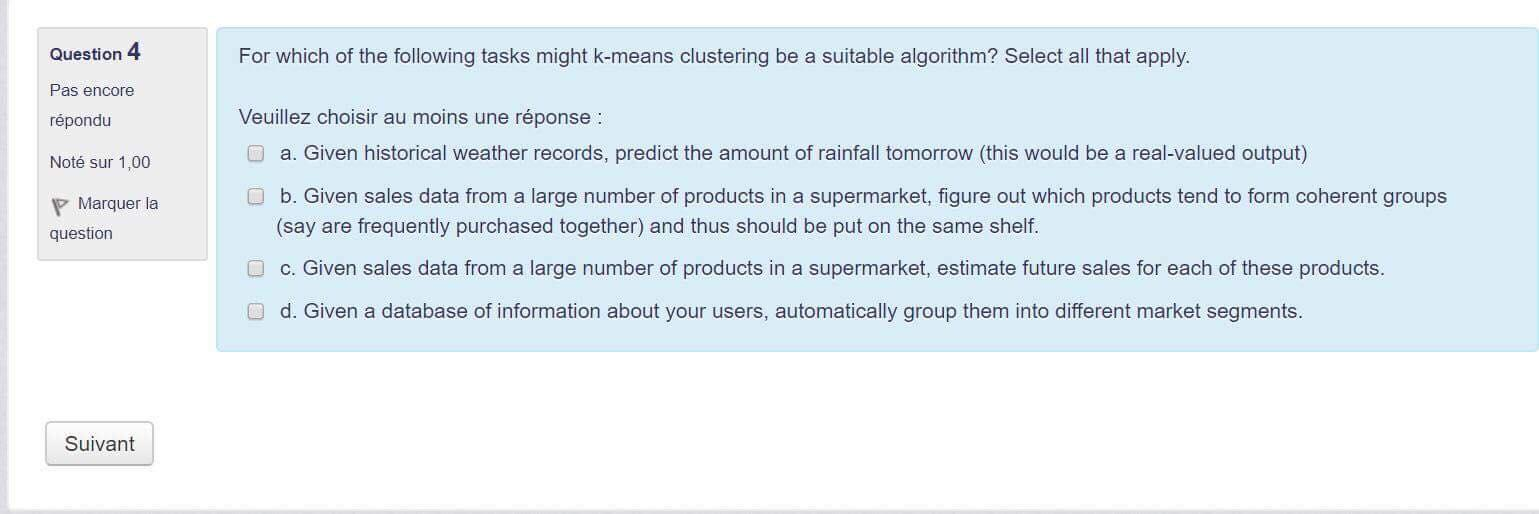 Question 4
Pas encore
répondu
Noté sur 1,00
Marquer la
question
For which of the following tasks might k-means clustering be a suitable algorithm? Select all that apply.
Veuillez choisir au moins une réponse :
a. Given historical weather records, predict the amount of rainfall tomorrow (this would be a real-valued output)
b. Given sales data from a large number of products in a supermarket, figure out which products tend to form coherent groups
(say are frequently purchased together) and thus should be put on the same shelf.
c. Given sales data from a large number of products in a supermarket, estimate future sales for each of these products.
d. Given a database of information about your users, automatically group them into different market segments.
Suivant